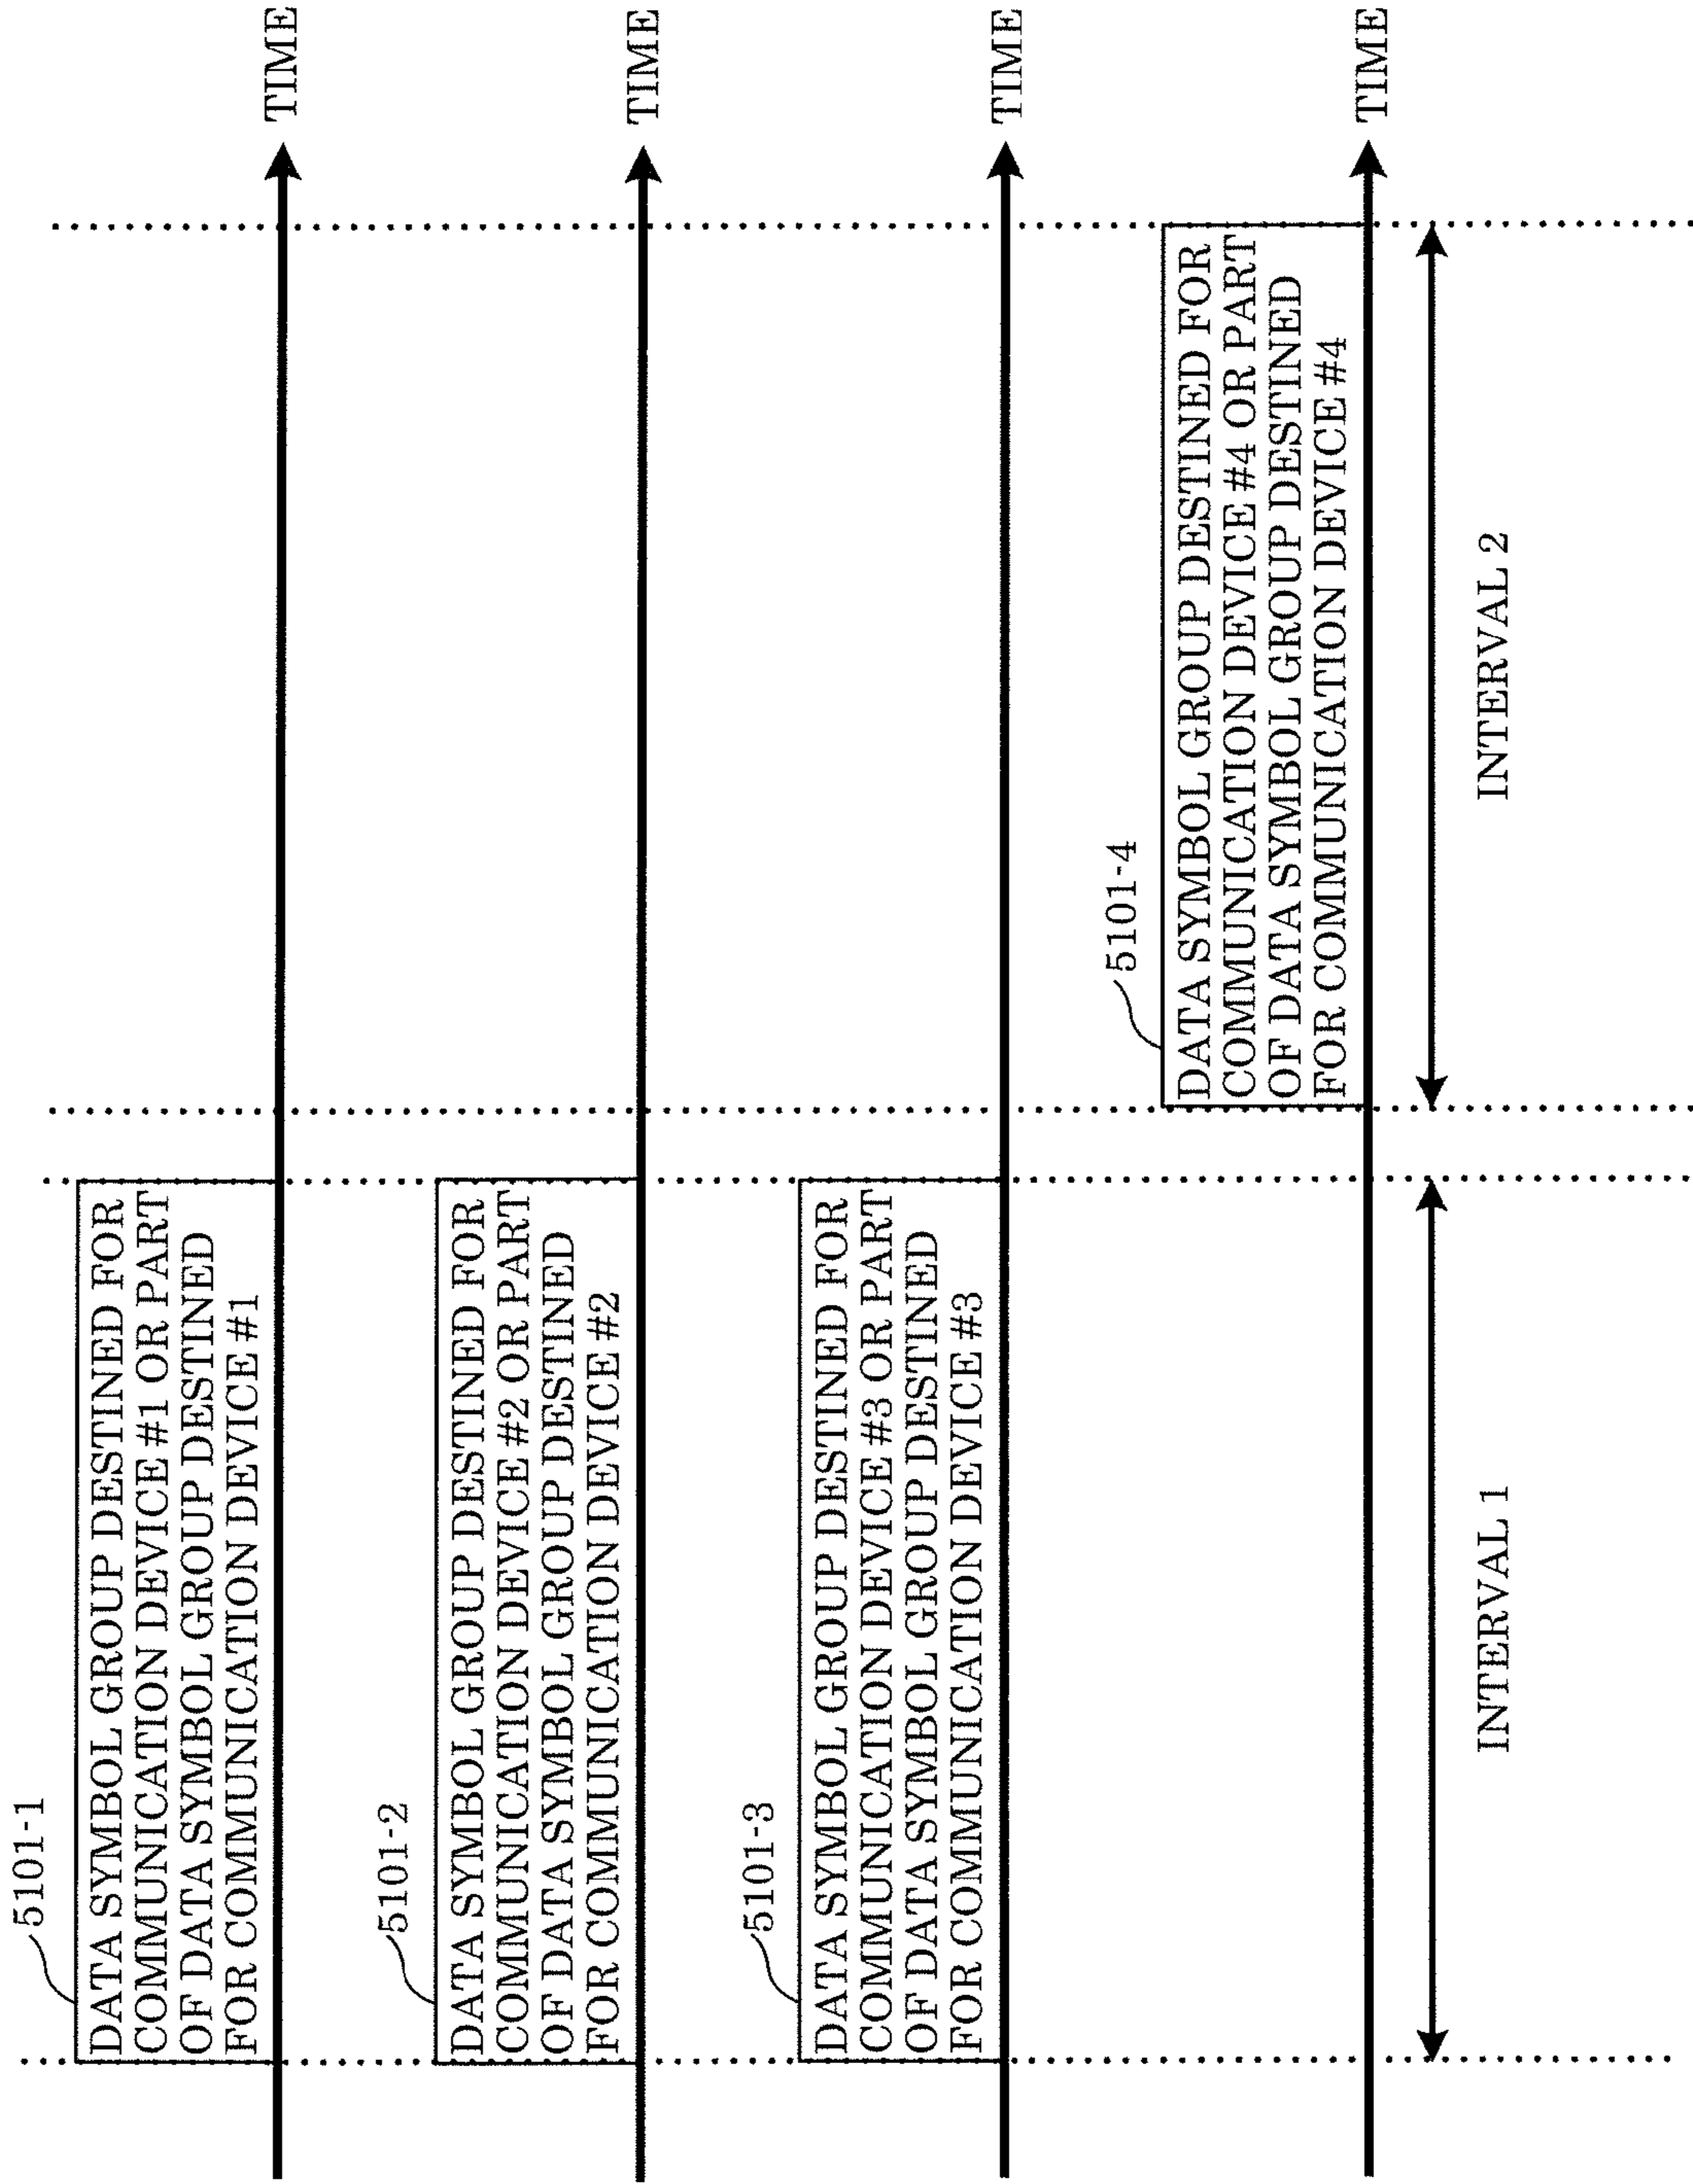 5101-1
DATA SYMBOL GROUP DESTINED FOR
COMMUNICATION DEVICE #1 OR PART
OF DATA SYMBOL GROUP DESTINED
FOR COMMUNICATION DEVICE #1
TIME
5101-2
DATA SYMBOL GROUP DESTINED FOR
COMMUNICATION DEVICE #2 OR PART
OF DATA SYMBOL GROUP DESTINED
FOR COMMUNICATION DEVICE #2
TIME
5101-3
DATA SYMBOL GROUP DESTINED FOR
COMMUNICATION DEVICE #3 OR PART
OF DATA SYMBOL GROUP DESTINED
FOR COMMUNICATION DEVICE #3
TIME
5101-4
DATA SYMBOL GROUP DESTINED FOR
COMMUNICATION DEVICE #4 OR PART
OF DATA SYMBOL GROUP DESTINED
FOR COMMUNICATION DEVICE #4
TIME
INTERVAL 1
INTERVAL 2